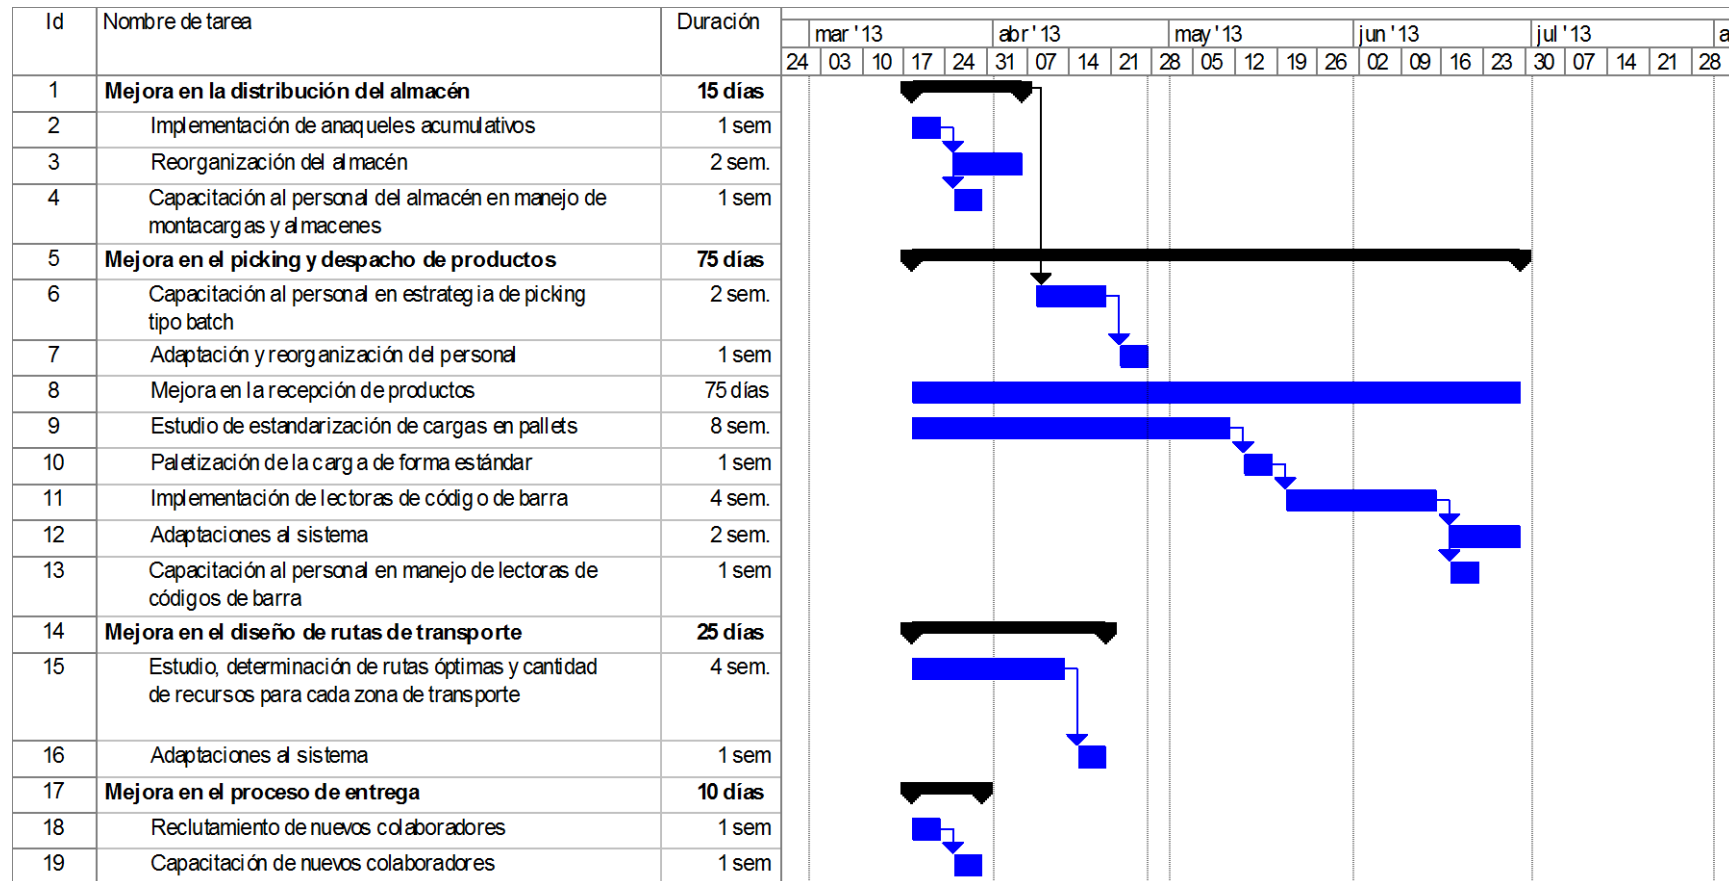 Id Nombre de tarea Duración
mar '13 abr '13 may '13 jun '13 jul '13 a
24 03 10 17 24 31 07 14 21 28 05 12 19 26 02 09 16 23 30 07 14 21 28
1 Mejora en la distribución del almacén 15 días
2 Implementación de anaqueles acumulativos 1 sem
3 Reorganización del almacén 2 sem.
4 Capacitación al personal del almacén en manejo de 1 sem
montacargas y almacenes
5 Mejora en el picking y despacho de productos 75 días
6 Capacitación al personal en estrategia de picking 2 sem.
tipo batch
7 Adaptación y reorganización del personal 1 sem
8 Mejora en la recepción de productos 75 días
9 Estudio de estandarización de cargas en pallets 8 sem.
10 Paletización de la carga de forma estándar 1 sem
11 Implementación de lectoras de código de barra 4 sem.
12 Adaptaciones al sistema 2 sem.
13 Capacitación al personal en manejo de lectoras de 1 sem
códigos de barra
14 Mejora en el diseño de rutas de transporte 25 días
15 Estudio, determinación de rutas óptimas y cantidad 4 sem.
de recursos para cada zona de transporte
16 Adaptaciones al sistema 1 sem
17 Mejora en el proceso de entrega 10 días
18 Reclutamiento de nuevos colaboradores 1 sem
19 Capacitación de nuevos colaboradores 1 sem